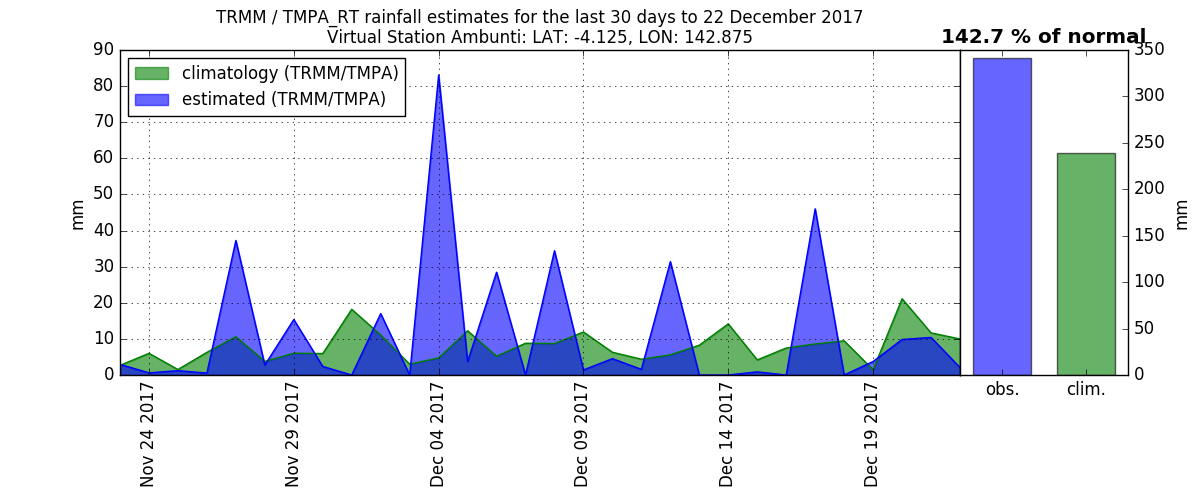 TRMM / TMPA_RT rainfall estimates for the last 30 days to 22 December 2017
Virtual Station Ambunti: LAT: -4.125, LON: 142.875
142.7 % of normal
climatology (TRMM/TMPA)
estimated (TRMM/TMPA)
mm
90
80
70
60
50
40
30
20
10
0
Nov 24 2017
Nov 29 2017
Dec 04 2017
Dec 09 2017
Dec 14 2017
Dec 19 2017
350
300
250
200
150
100
50
0
mm
obs.
clim.